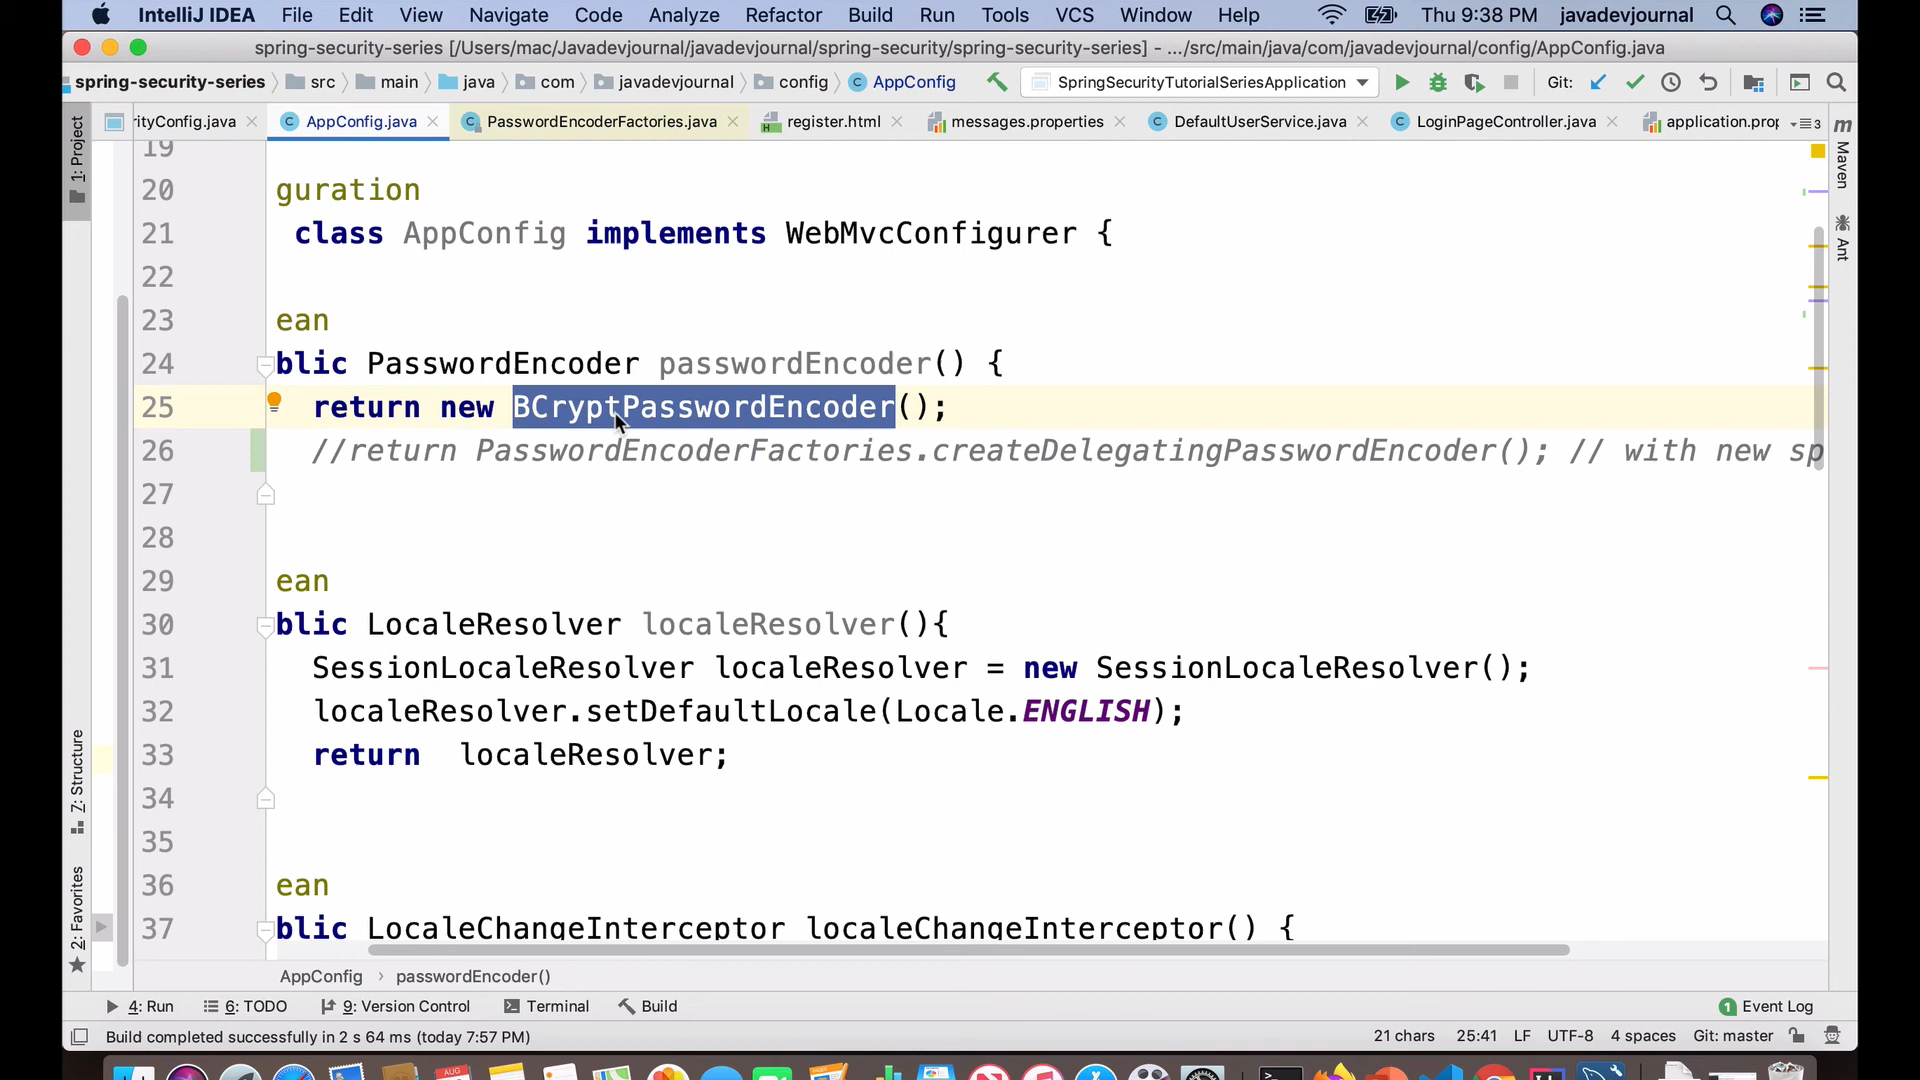 IntelliJ IDEA File Edit View Navigate Code Analyze Refactor Build Run Tools VCS Window Help Thu 9:38 PM javadevjournal
spring-security-series [/Users/mac/Javadevjournal/javadevjournal/spring-security/spring-security-series] - .../src/main/java/com/javadevjournal/config/AppConfig.java
spring-security-series src main java com javadevjournal config AppConfig SpringSecurityTutorialSeriesApplication Git:
rityConfig.java AppConfig.java PasswordEncoderFactories.java register.html messages.properties DefaultUserService.java LoginPageController.java application.prop 3
1: Project
7: Structure
2: Favorites
Maven
Ant
19
20 guration
21 class AppConfig implements WebMvcConfigurer {
22
23 ean
24 blic PasswordEncoder passwordEncoder() {
25 return new BCryptPasswordEncoder();
26 //return PasswordEncoderFactories.createDelegatingPasswordEncoder(); // with new sp
27
28
29 ean
30 blic LocaleResolver localeResolver(){
31 SessionLocaleResolver localeResolver = new SessionLocaleResolver();
32 localeResolver.setDefaultLocale(Locale.ENGLISH);
33 return localeResolver;
34
35
36 ean
37 blic LocaleChangeInterceptor localeChangeInterceptor() {
AppConfig › passwordEncoder()
4: Run 6: TODO 9: Version Control Terminal Build 1 Event Log
Build completed successfully in 2 s 64 ms (today 7:57 PM) 21 chars 25:41 LF UTF-8 4 spaces Git: master
AUG